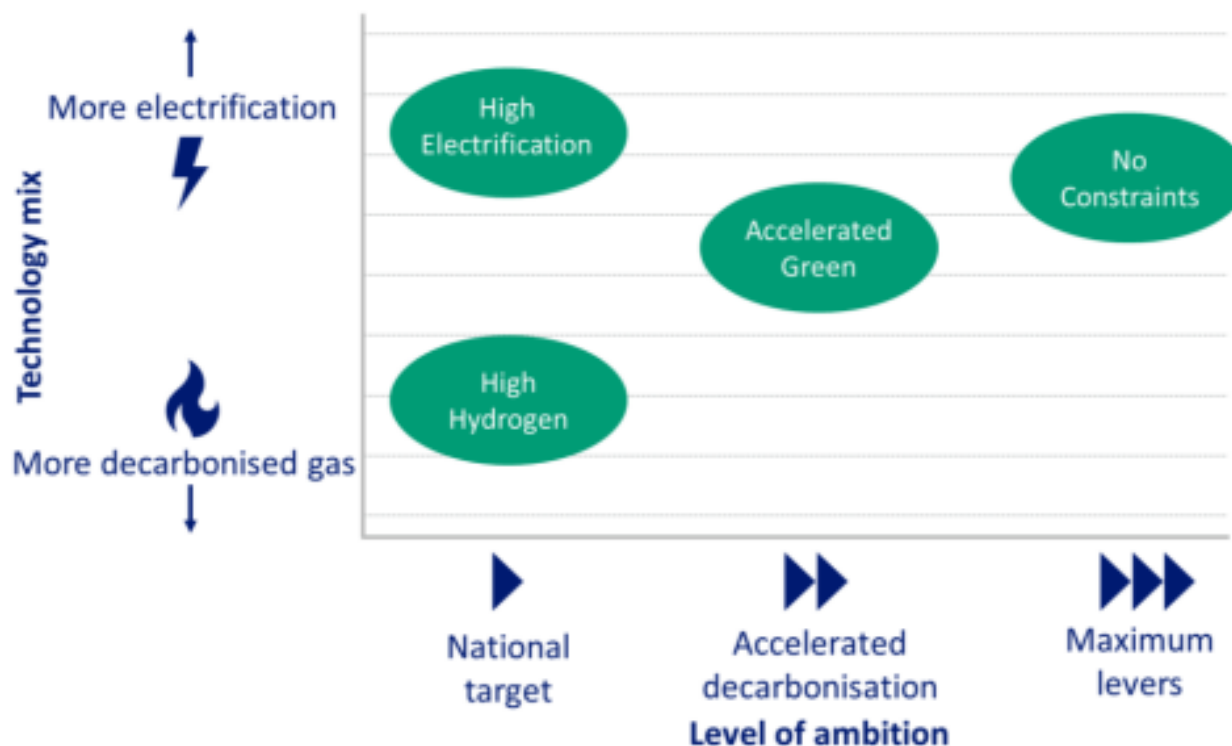 More electrification
Technology mix
More decarbonised gas
High
Electrification
No
Constraints
Accelerated
Green
High
Hydrogen
National
target
Accelerated
decarbonisation
Maximum
levers
Level of ambition